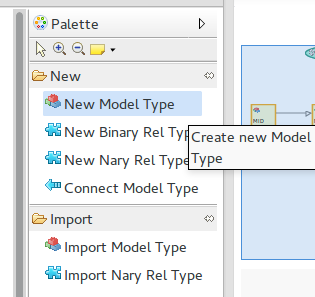 Palette
New
New Model Type
New Binary Rel Type
New Nary Rel Type
Connect Model Type
Create new Model
Type
MID
Import
Import Model Type
Import Nary Rel Type